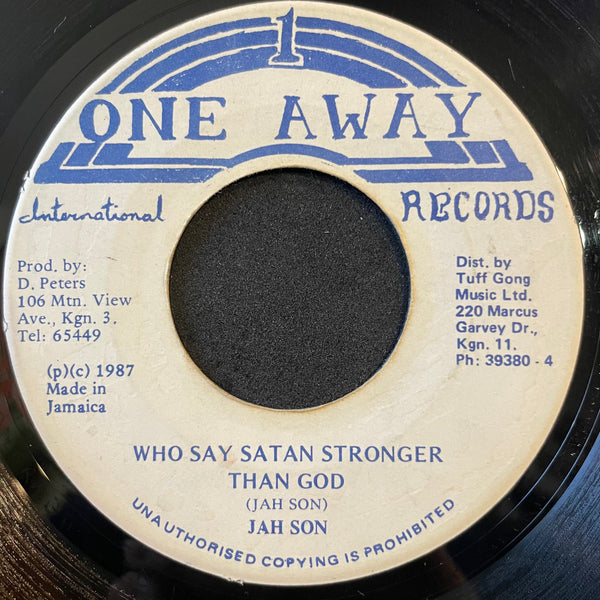 1
ONE AWAY
International RECORDS
Prod. by:
D. Peters
106 Mtn. View
Ave., Kgn. 3.
Tel: 65449
(p)(c) 1987
Made in
Jamaica
Dist. by
Tuff Gong
Music Ltd.
220 Marcus
Garvey Dr.,
Kgn. 11.
Ph: 39380 - 4
WHO SAY SATAN STRONGER
THAN GOD
(JAH SON)
JAH SON
UNAUTHORISED COPYING IS PROHIBITED